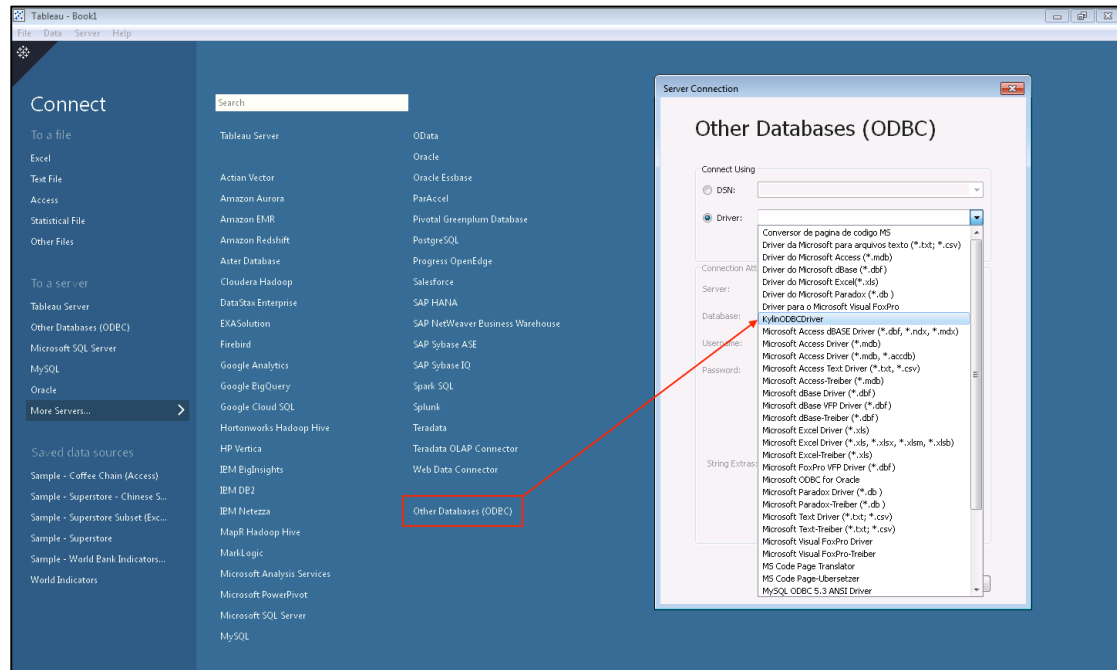 Tableau - Book1
File Data Server Help
Connect
To a file
Excel
Text File
Access
Statistical File
Other Files
To a server
Tableau Server
Other Databases (ODBC)
Microsoft SQL Server
MySQL
Oracle
More Servers...
Saved data sources
Sample - Coffee Chain (Access)
Sample - Superstore - Chinese S...
Sample - Superstore Subset (Exc...
Sample - Superstore
Sample - World Bank Indicators...
World Indicators
Search
Tableau Server
Actian Vector
Amazon Aurora
Amazon EMR
Amazon Redshift
Aster Database
Cloudera Hadoop
DataStax Enterprise
EXASolution
Firebird
Google Analytics
Google BigQuery
Google Cloud SQL
Hortonworks Hadoop Hive
HP Vertica
IBM BigInsights
IBM DB2
IBM Netezza
MapR Hadoop Hive
MarkLogic
Microsoft Analysis Services
Microsoft PowerPivot
Microsoft SQL Server
MySQL
OData
Oracle
Oracle Essbase
ParAccel
Pivotal Greenplum Database
PostgreSQL
Progress OpenEdge
Salesforce
SAP HANA
SAP NetWeaver Business Warehouse
SAP Sybase ASE
SAP Sybase IQ
Spark SQL
Splunk
Teradata
Teradata OLAP Connector
Web Data Connector
Other Databases (ODBC)
Server Connection
Other Databases (ODBC)
Connect Using
DSN:
Driver:
Connection Att
Server:
Database:
Username:
Password:
String Extras:
Conversor de pagina de codigo MS
Driver da Microsoft para arquivos texto (*.txt; *.csv)
Driver do Microsoft Access (*.mdb)
Driver do Microsoft dBase (*.dbf)
Driver do Microsoft Excel(*.xls)
Driver do Microsoft Paradox (*.db )
Driver para o Microsoft Visual FoxPro
KylinODBCDriver
Microsoft Access dBASE Driver (*.dbf, *.ndx, *.mdx)
Microsoft Access Driver (*.mdb)
Microsoft Access Driver (*.mdb, *.accdb)
Microsoft Access Text Driver (*.txt, *.csv)
Microsoft Access-Treiber (*.mdb)
Microsoft dBase Driver (*.dbf)
Microsoft dBase VFP Driver (*.dbf)
Microsoft dBase-Treiber (*.dbf)
Microsoft Excel Driver (*.xls)
Microsoft Excel Driver (*.xls, *.xlsx, *.xlsm, *.xlsb)
Microsoft Excel-Treiber (*.xls)
Microsoft FoxPro VFP Driver (*.dbf)
Microsoft ODBC for Oracle
Microsoft Paradox Driver (*.db )
Microsoft Paradox-Treiber (*.db )
Microsoft Text Driver (*.txt; *.csv)
Microsoft Text-Treiber (*.txt; *.csv)
Microsoft Visual FoxPro Driver
Microsoft Visual FoxPro-Treiber
MS Code Page Translator
MS Code Page-Ubersetzer
MySQL ODBC 5.3 ANSI Driver